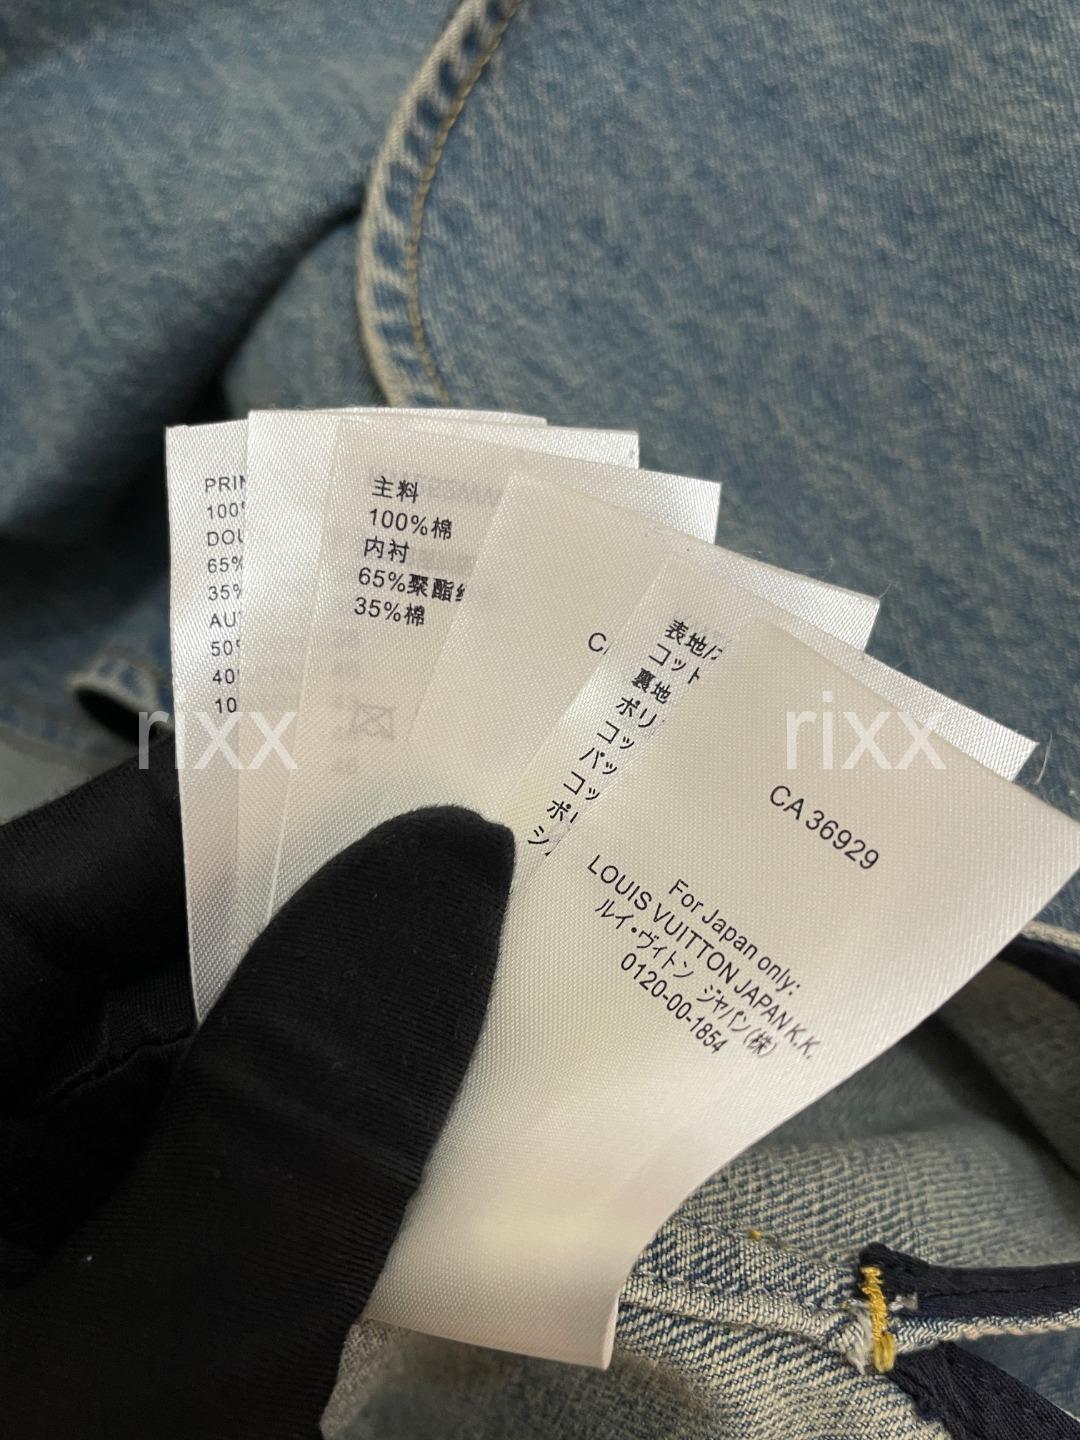 PRIN
100%
DOU
65%
35%
AU
50%
40
10
主料
100%棉
内衬
65%聚酯纤
35%棉
CA
表地
コット
裏地
ポリ
コッ
パッ
コッ
ポ
シ
CA 36929
For Japan only:
LOUIS VUITTON JAPAN K.K.
ルイ・ヴィトン ジャパン(株)
0120-00-1854
rixx
rixx